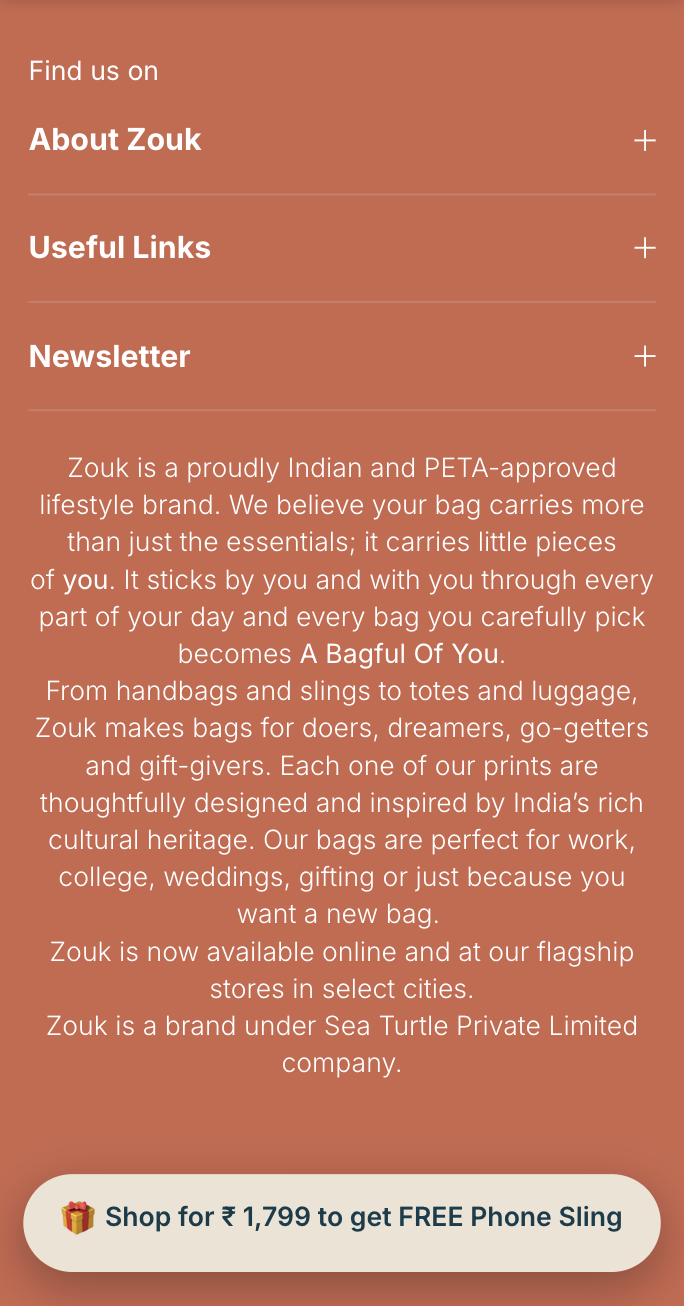 Find us on
About Zouk
Useful Links
Newsletter
Zouk is a proudly Indian and PETA-approved
lifestyle brand. We believe your bag carries more
than just the essentials; it carries little pieces
of you. It sticks by you and with you through every
part of your day and every bag you carefully pick
becomes A Bagful Of You.
From handbags and slings to totes and luggage,
Zouk makes bags for doers, dreamers, go-getters
and gift-givers. Each one of our prints are
thoughtfully designed and inspired by India’s rich
cultural heritage. Our bags are perfect for work,
college, weddings, gifting or just because you
want a new bag.
Zouk is now available online and at our flagship
stores in select cities.
Zouk is a brand under Sea Turtle Private Limited
company.
🎁 Shop for ₹ 1,799 to get FREE Phone Sling